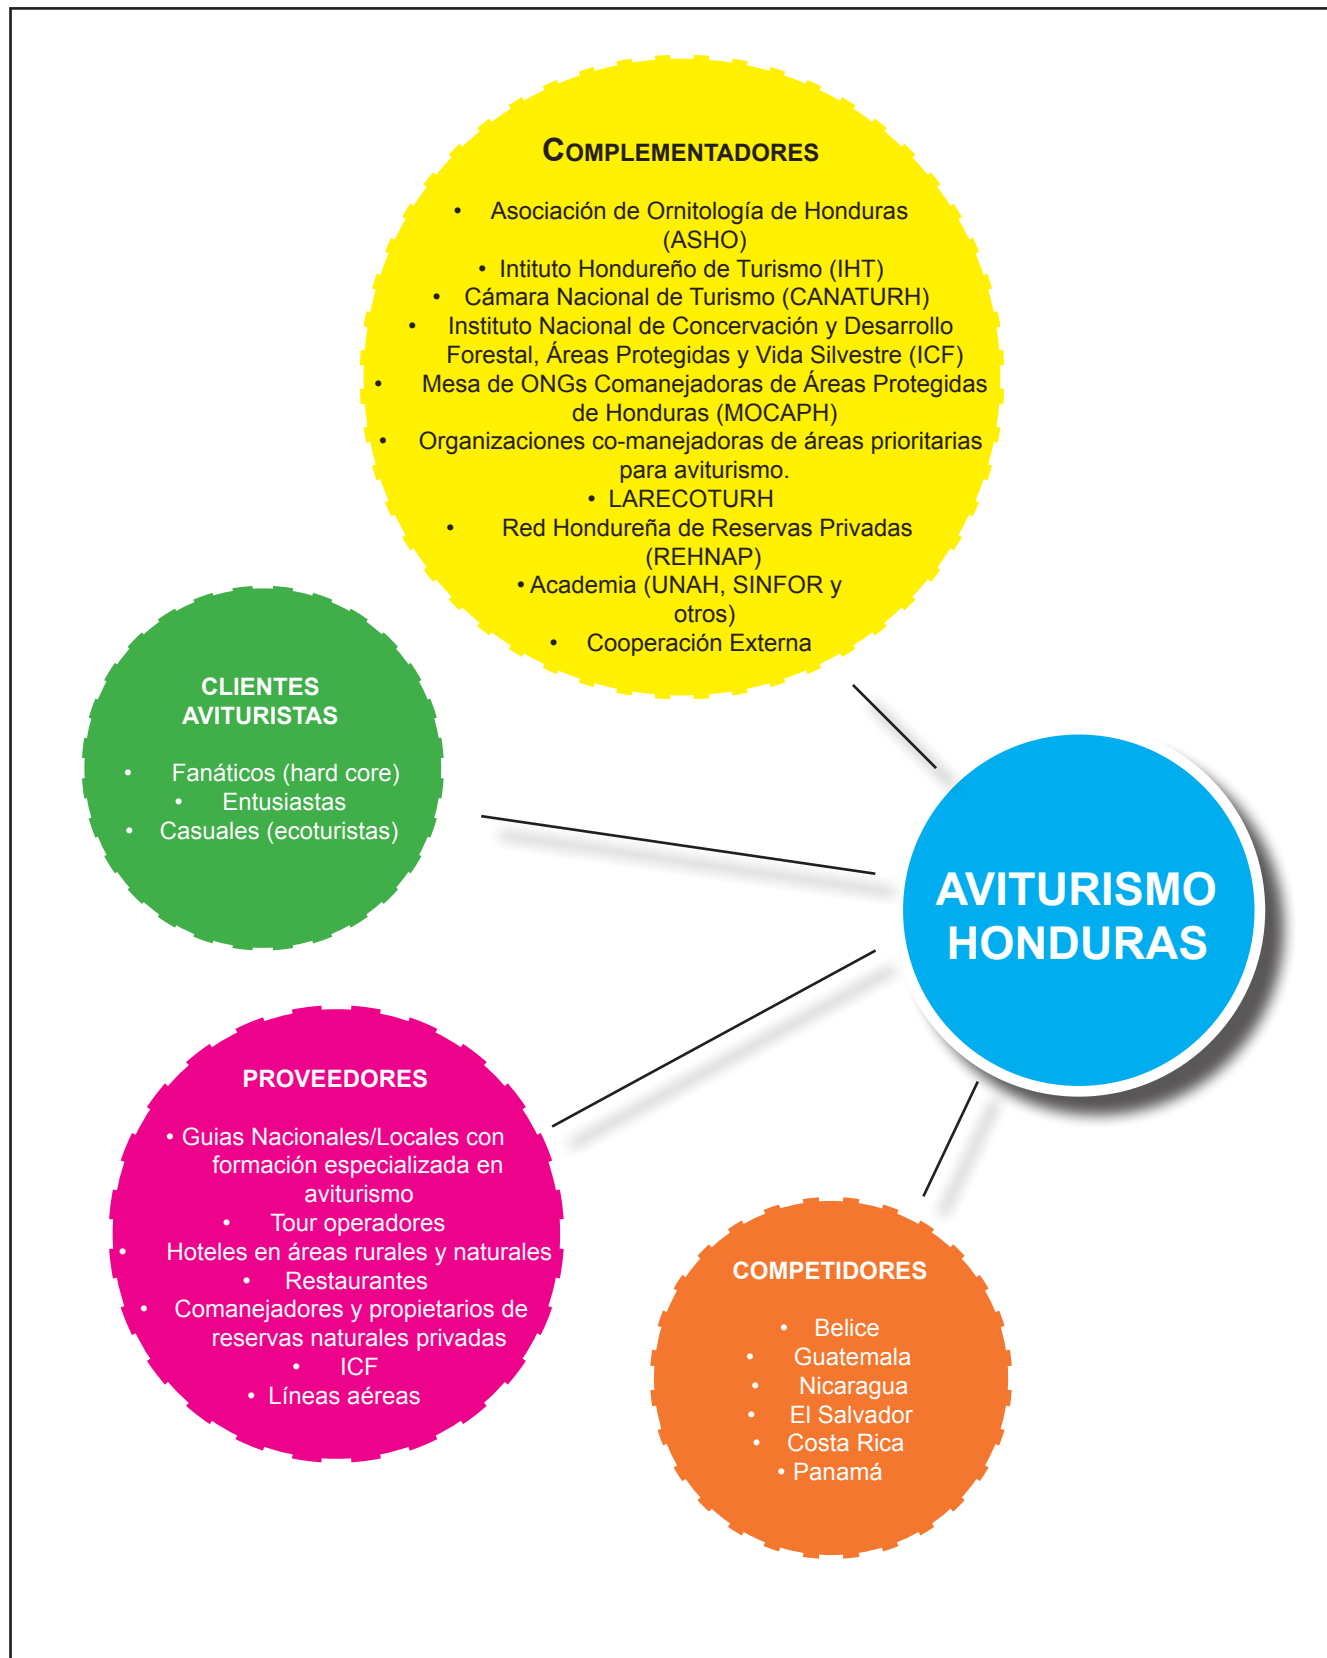 COMPLEMENTADORES
• Asociación de Ornitología de Honduras
(ASHO)
• Intituto Hondureño de Turismo (IHT)
• Cámara Nacional de Turismo (CANATURH)
• Instituto Nacional de Concervación y Desarrollo
Forestal, Áreas Protegidas y Vida Silvestre (ICF)
• Mesa de ONGs Comanejadoras de Áreas Protegidas
de Honduras (MOCAPH)
• Organizaciones co-manejadoras de áreas prioritarias
para aviturismo.
• LARECOTURH
• Red Hondureña de Reservas Privadas
(REHNAP)
• Academia (UNAH, SINFOR y
otros)
• Cooperación Externa
CLIENTES
AVITURISTAS
• Fanáticos (hard core)
• Entusiastas
• Casuales (ecoturistas)
AVITURISMO
HONDURAS
PROVEEDORES
• Guias Nacionales/Locales con
formación especializada en
aviturismo
• Tour operadores
• Hoteles en áreas rurales y naturales
• Restaurantes
• Comanejadores y propietarios de
reservas naturales privadas
• ICF
• Líneas aéreas
COMPETIDORES
• Belice
• Guatemala
• Nicaragua
• El Salvador
• Costa Rica
• Panamá